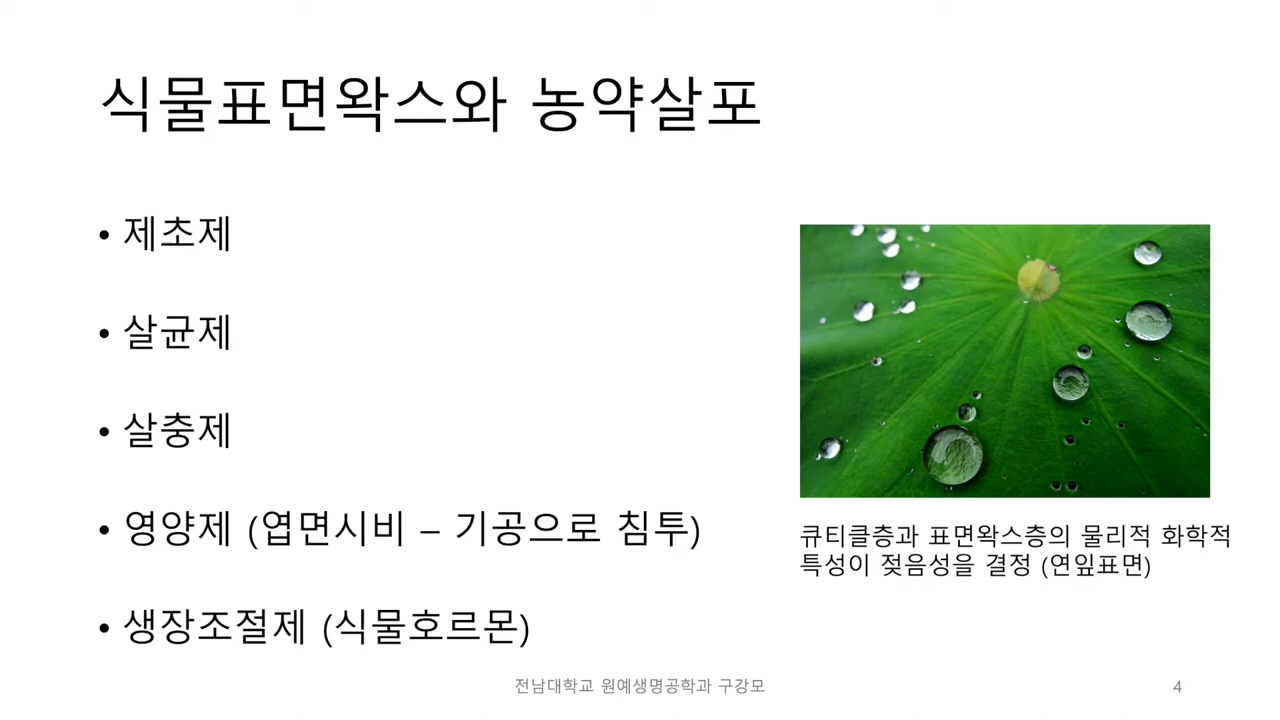 식물표면왁스와 농약살포
• 제초제
• 살균제
• 살충제
• 영양제 (엽면시비 – 기공으로 침투)
• 생장조절제 (식물호르몬)
큐티클층과 표면왁스층의 물리적 화학적
특성이 젖음성을 결정 (연잎표면)
전남대학교 원예생명공학과 구강모
4